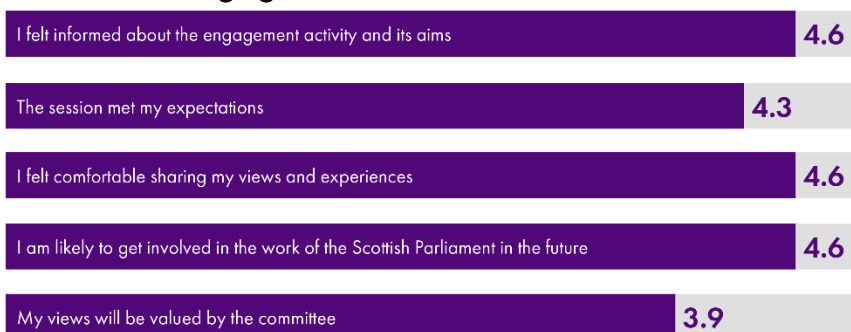 I felt informed about the engagement activity and its aims 4.6
The session met my expectations 4.3
I felt comfortable sharing my views and experiences 4.6
I am likely to get involved in the work of the Scottish Parliament in the future 4.6
My views will be valued by the committee 3.9